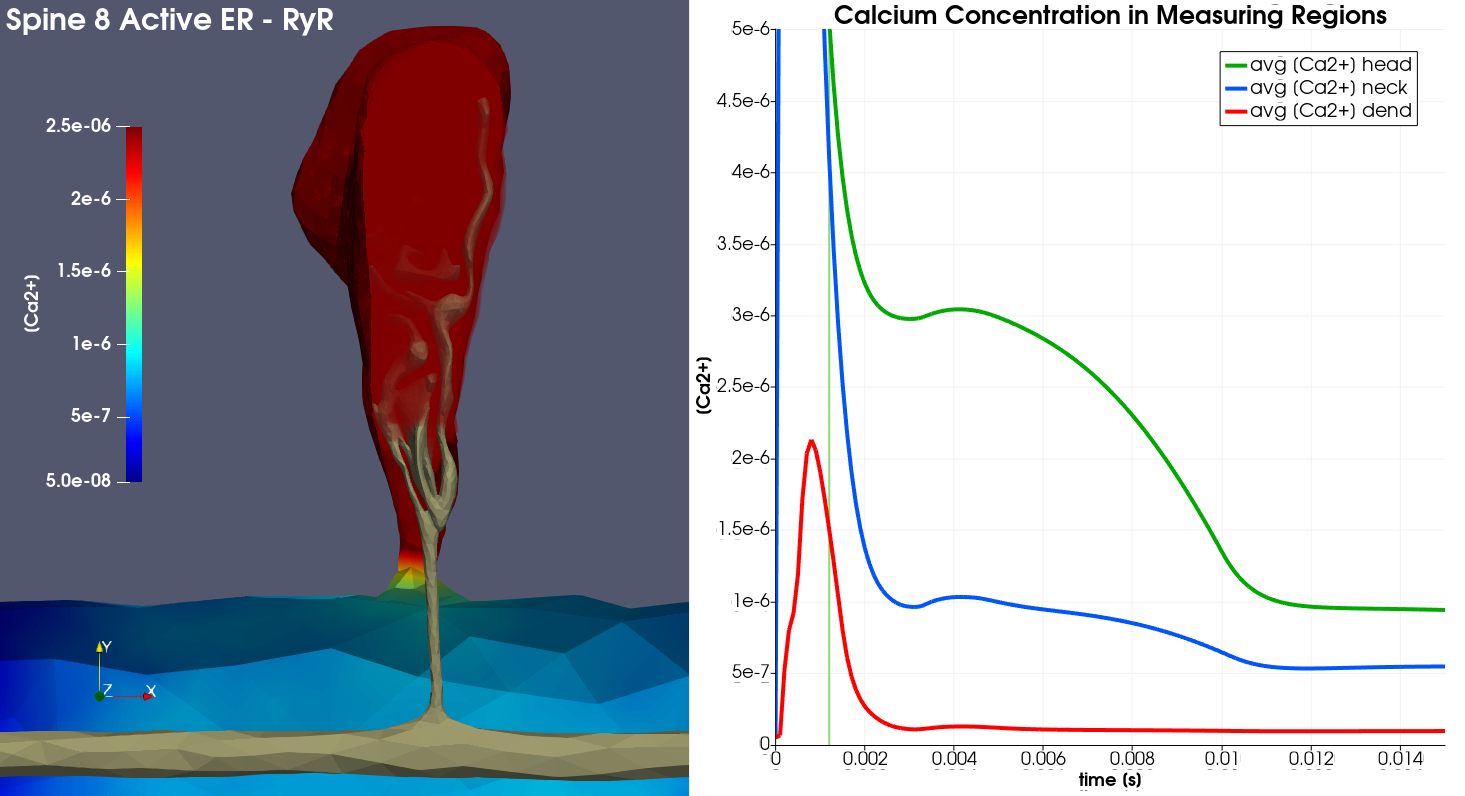 Spine 8 Active ER - RyR
2.5e-06
2e-6
1.5e-6
1e-6
5e-7
5.0e-08
(Ca2+)
Y
Z
X
Calcium Concentration in Measuring Regions
avg (Ca2+) head
avg (Ca2+) neck
avg (Ca2+) dend
5e-6
4.5e-6
4e-6
3.5e-6
3e-6
2.5e-6
2e-6
1.5e-6
1e-6
5e-7
0
(Ca2+)
0 0.002 0.004 0.006 0.008 0.01 0.012 0.014
time (s)